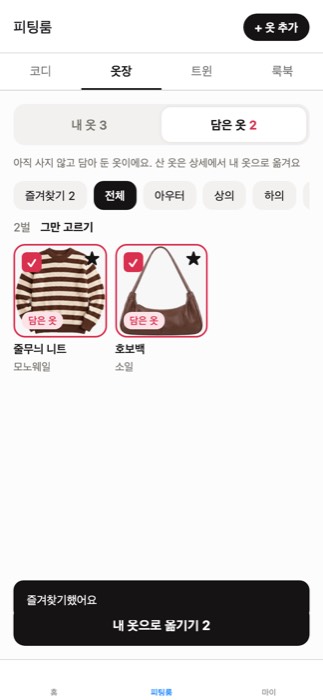 피팅룸
+ 옷 추가
코디
옷장
트윈
룩북
내 옷 3
담은 옷 2
아직 사지 않고 담아 둔 옷이에요. 산 옷은 상세에서 내 옷으로 옮겨요
즐겨찾기 2
전체
아우터
상의
하의
2벌 그만 고르기
담은 옷
담은 옷
줄무늬 니트
호보백
모노웨일
소일
즐겨찾기했어요
내 옷으로 옮기기 2
홈
피팅룸
마이